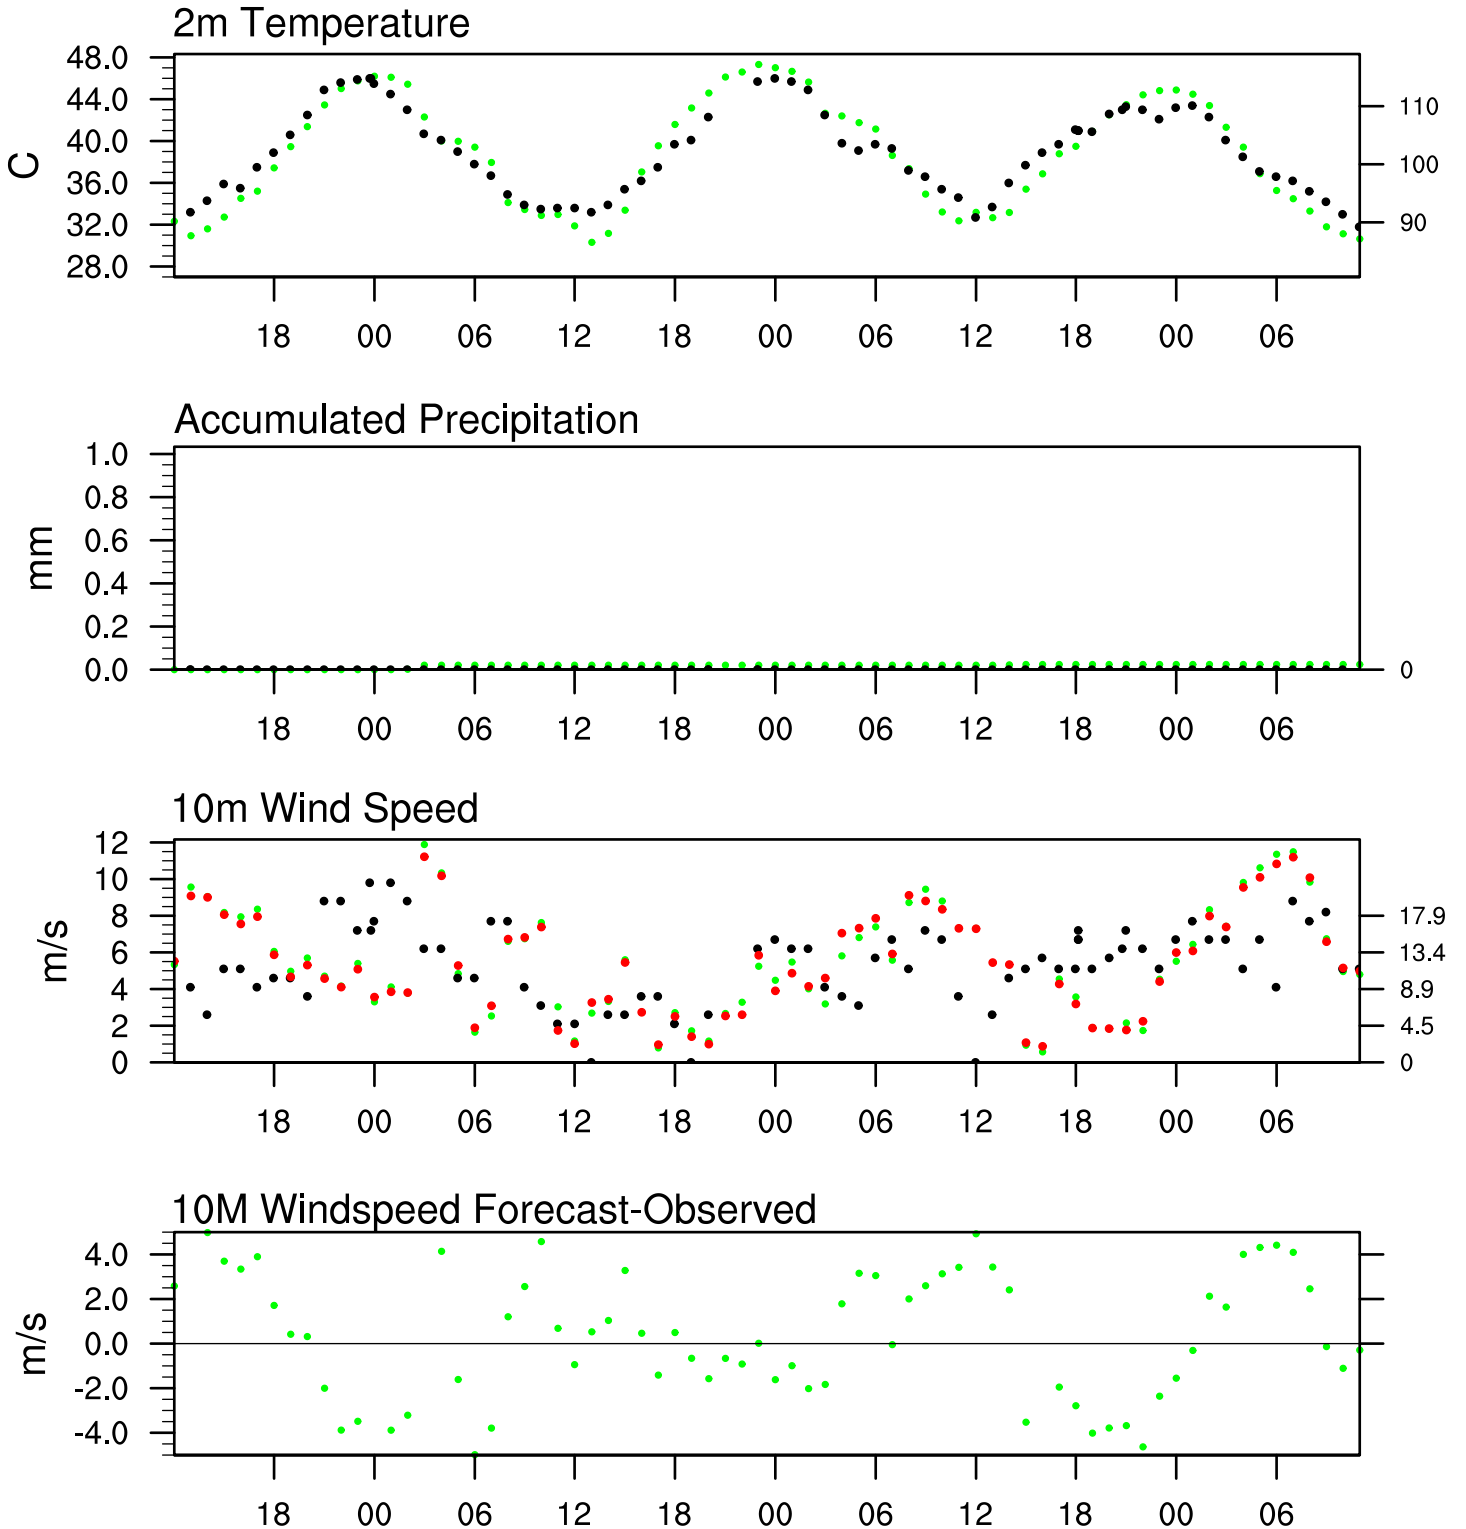 2m Temperature
48.0
44.0
40.0
36.0
32.0
28.0
C
110
100
90
18 00 06 12 18 00 06 12 18 00 06
Accumulated Precipitation
1.0
0.8
0.6
0.4
0.2
0.0
mm
0
18 00 06 12 18 00 06 12 18 00 06
10m Wind Speed
12
10
8
6
4
2
0
m/s
17.9
13.4
8.9
4.5
0
18 00 06 12 18 00 06 12 18 00 06
10M Windspeed Forecast-Observed
4.0
2.0
0.0
-2.0
-4.0
m/s
18 00 06 12 18 00 06 12 18 00 06